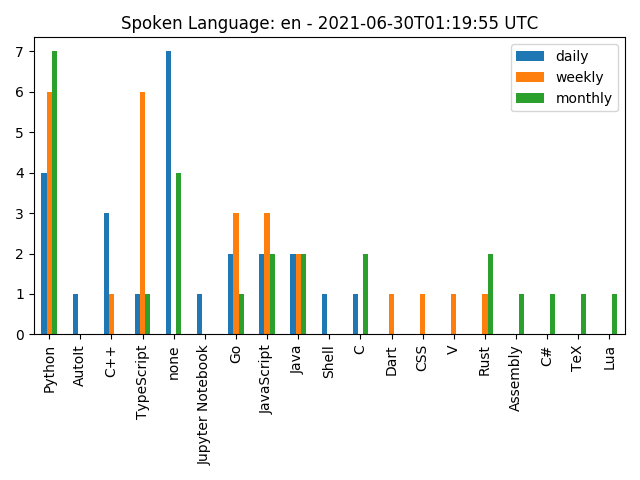 Spoken Language: en - 2021-06-30T01:19:55 UTC
daily
weekly
monthly
7
6
5
4
3
2
1
0
Python
AutoIt
C++
TypeScript
none
Jupyter Notebook
Go
JavaScript
Java
Shell
C
Dart
CSS
V
Rust
Assembly
C#
TeX
Lua